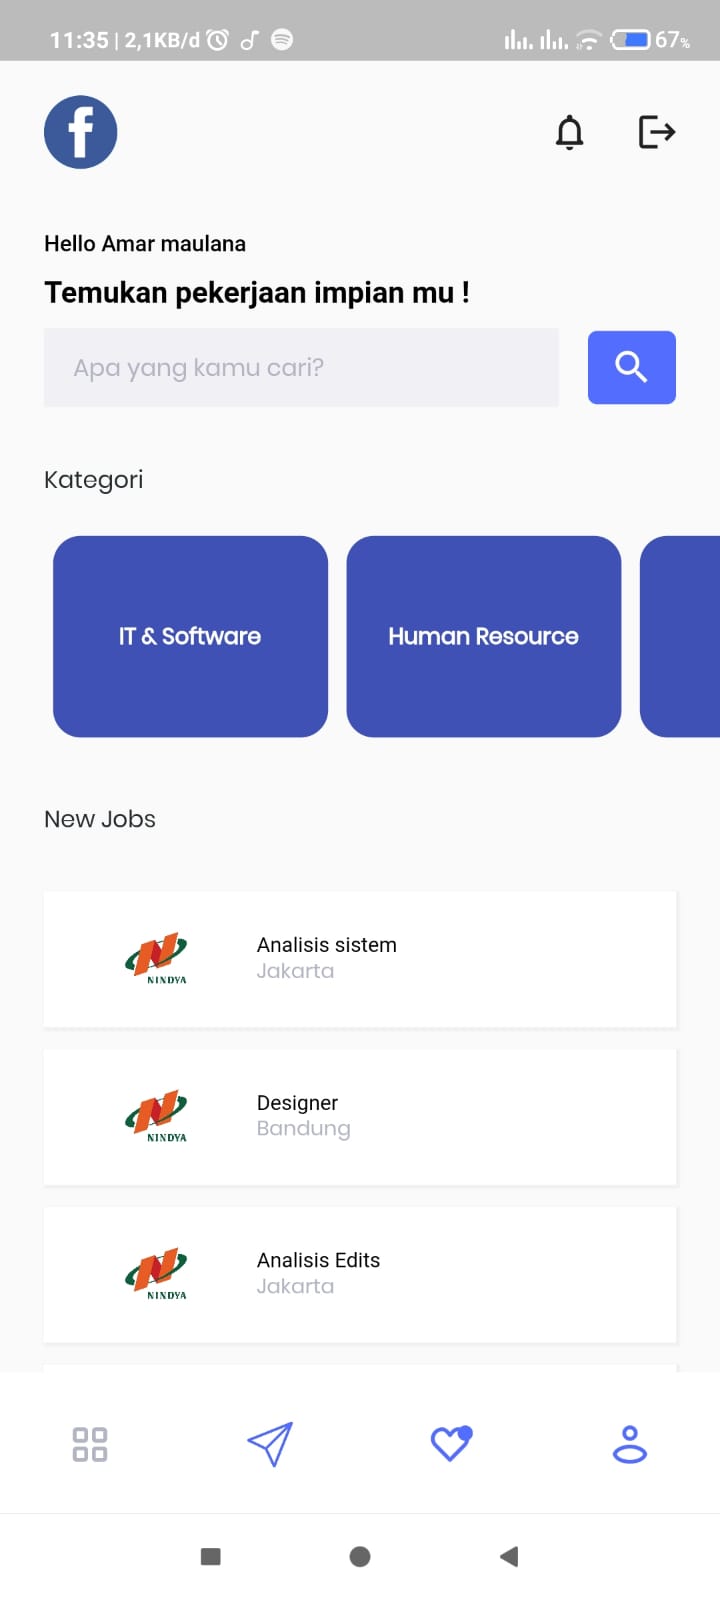 11:35 | 2,1KB/d
67%
f
Hello Amar maulana
Temukan pekerjaan impian mu !
Apa yang kamu cari?
Kategori
IT & Software
Human Resource
New Jobs
NINDYA
Analisis sistem
Jakarta
NINDYA
Designer
Bandung
NINDYA
Analisis Edits
Jakarta